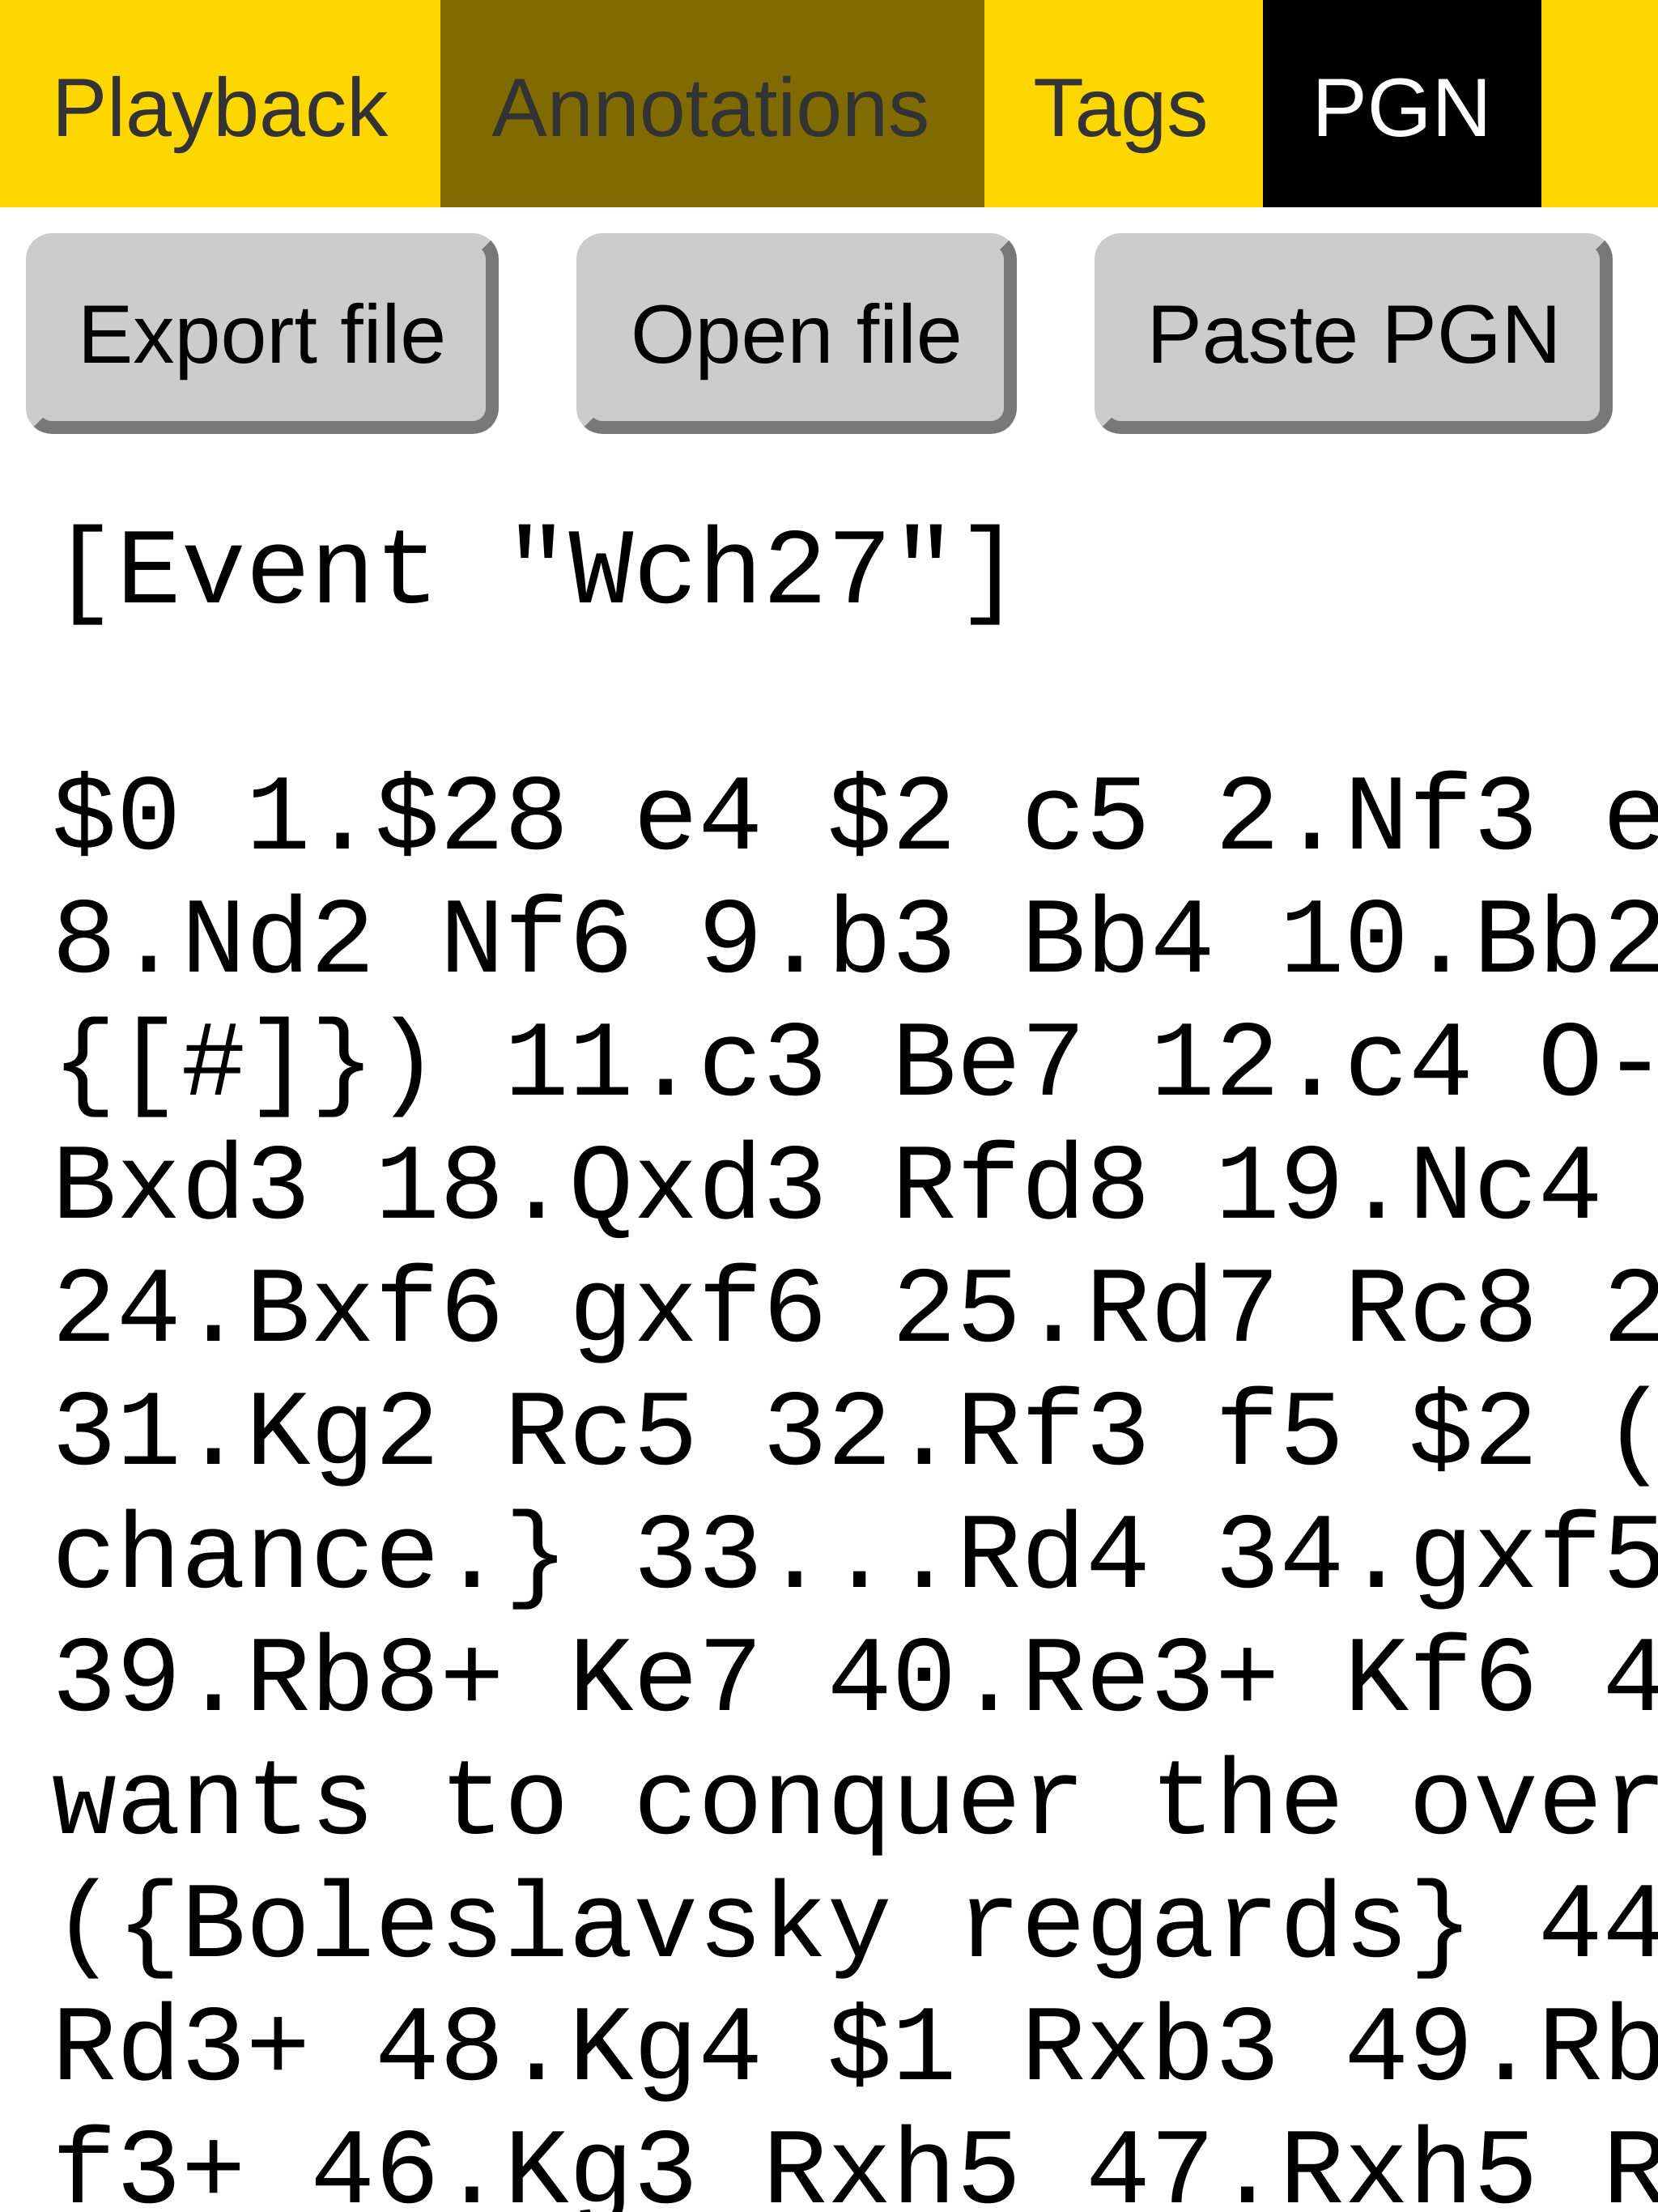 Playback Annotations Tags PGN
Export file Open file Paste PGN
[Event "Wch27"]
$0 1.$28 e4 $2 c5 2.Nf3 e
8.Nd2 Nf6 9.b3 Bb4 10.Bb2
{[#]}) 11.c3 Be7 12.c4 O-
Bxd3 18.Qxd3 Rfd8 19.Nc4
24.Bxf6 gxf6 25.Rd7 Rc8 2
31.Kg2 Rc5 32.Rf3 f5 $2 (
chance.} 33...Rd4 34.gxf5
39.Rb8+ Ke7 40.Re3+ Kf6 4
wants to conquer the over
({Boleslavsky regards} 44
Rd3+ 48.Kg4 $1 Rxb3 49.Rb
f3+ 46.Kg3 Rxh5 47.Rxh5 R